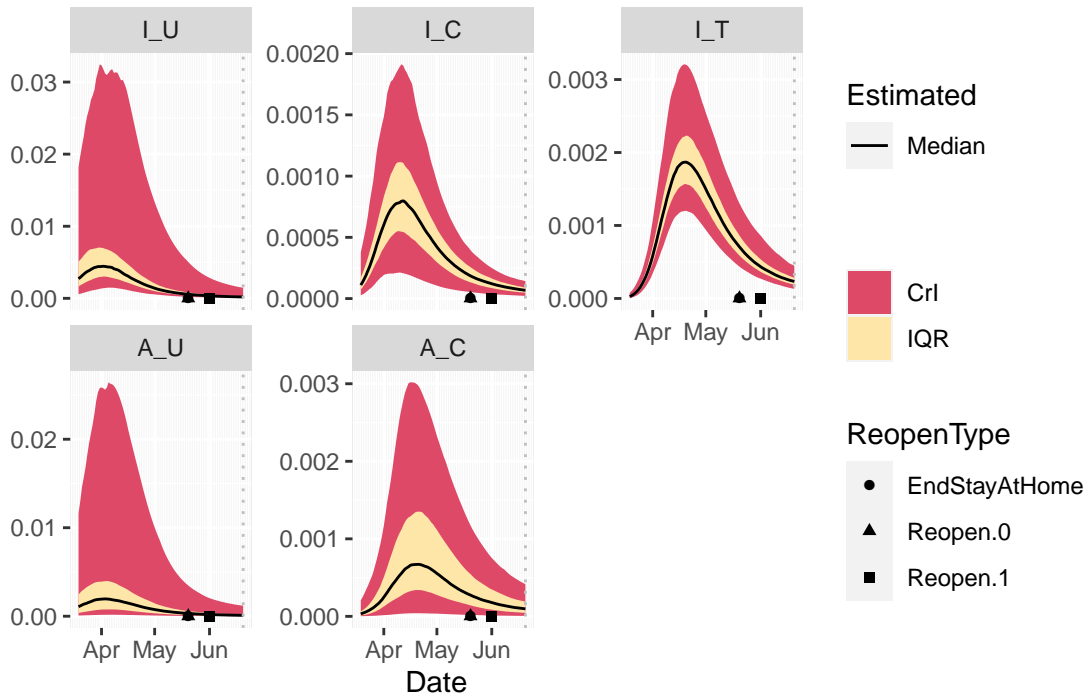 I_U
I_C
I_T
0.03
0.02
0.01
0.00
0.0020
0.0015
0.0010
0.0005
0.0000
0.003
0.002
0.001
0.000
Apr May Jun
A_U
A_C
0.02
0.01
0.00
0.003
0.002
0.001
0.000
Apr May Jun
Apr May Jun
Date
Estimated
Median
CrI
IQR
ReopenType
EndStayAtHome
Reopen.0
Reopen.1